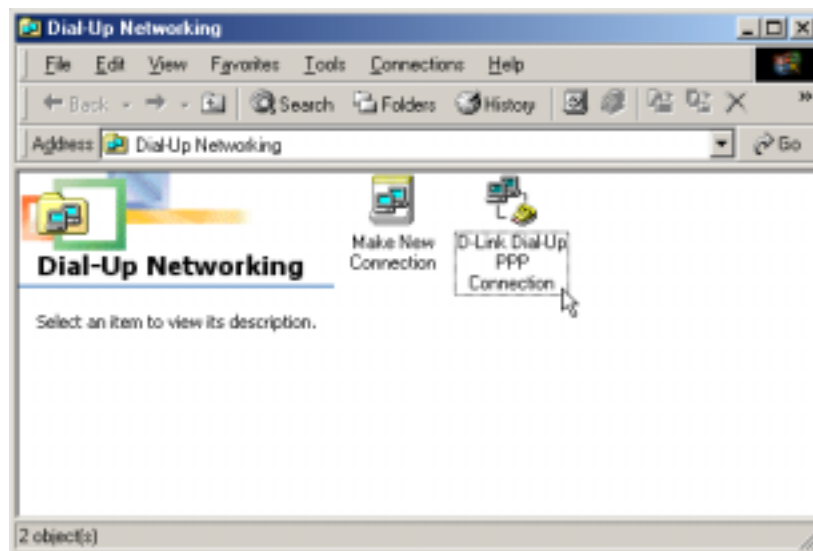 Dial-Up Networking
File Edit View Favorites Tools Connections Help
Back Search Folders History »
Address Dial-Up Networking Go
Make New
Connection
D-Link Dial-Up
PPP
Connection
Dial-Up Networking
Select an item to view its description.
2 object(s)